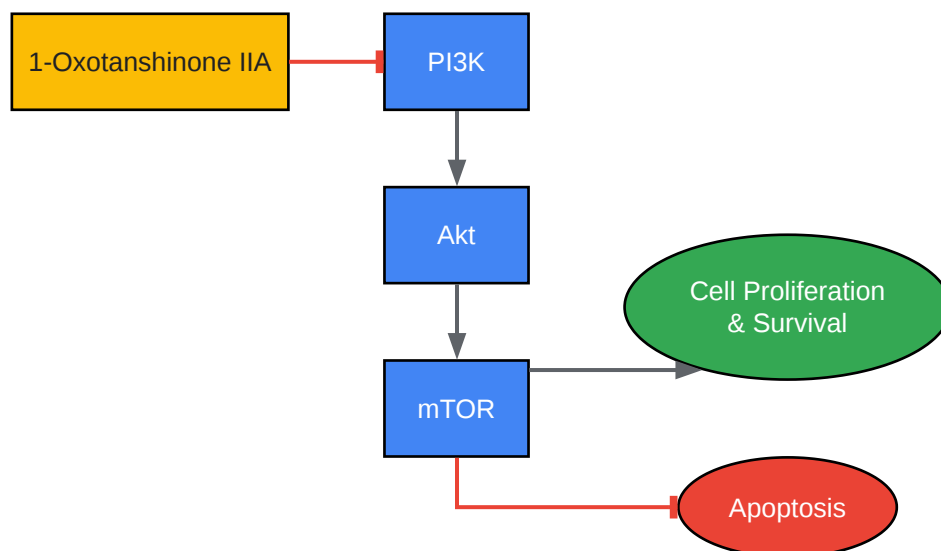 1-Oxotanshinone IIA
PI3K
Akt
Cell Proliferation
& Survival
mTOR
Apoptosis